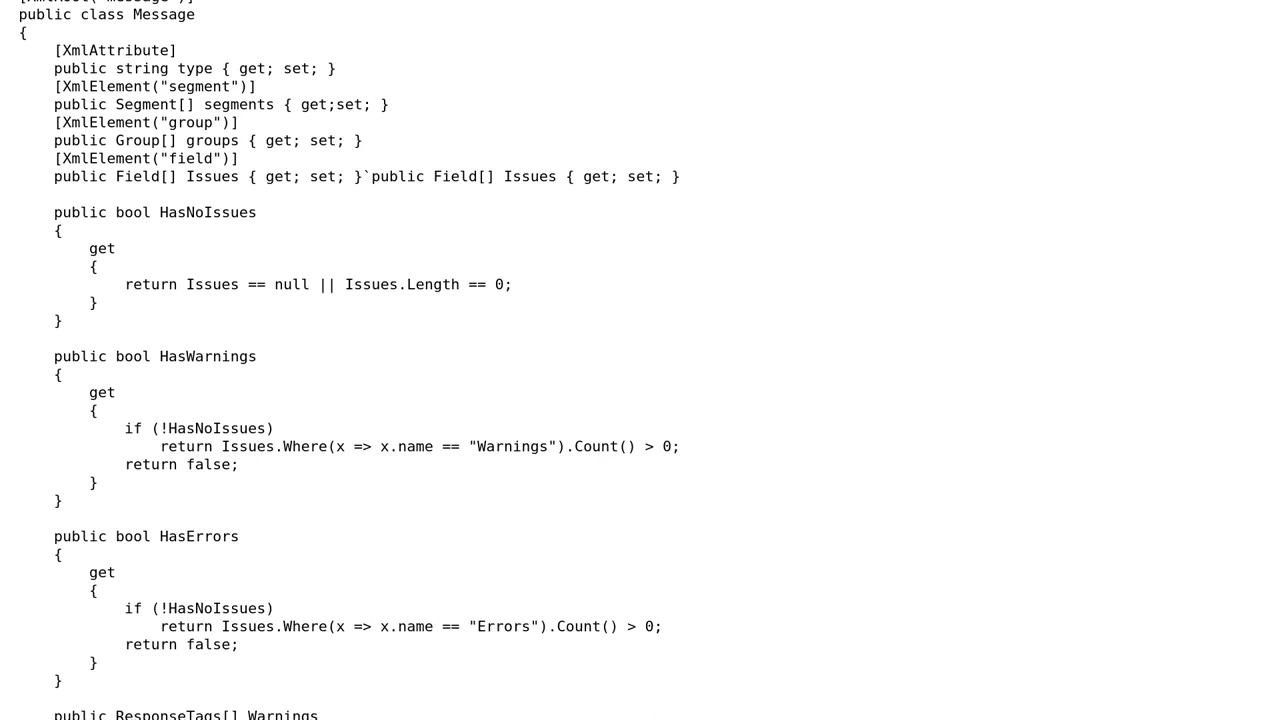 [XmlRoot("message")]
public class Message
{
    [XmlAttribute]
    public string type { get; set; }
    [XmlElement("segment")]
    public Segment[] segments { get;set; }
    [XmlElement("group")]
    public Group[] groups { get; set; }
    [XmlElement("field")]
    public Field[] Issues { get; set; }`public Field[] Issues { get; set; }

    public bool HasNoIssues
    {
        get
        {
            return Issues == null || Issues.Length == 0;
        }
    }

    public bool HasWarnings
    {
        get
        {
            if (!HasNoIssues)
                return Issues.Where(x => x.name == "Warnings").Count() > 0;
            return false;
        }
    }

    public bool HasErrors
    {
        get
        {
            if (!HasNoIssues)
                return Issues.Where(x => x.name == "Errors").Count() > 0;
            return false;
        }
    }

    public ResponseTags[] Warnings